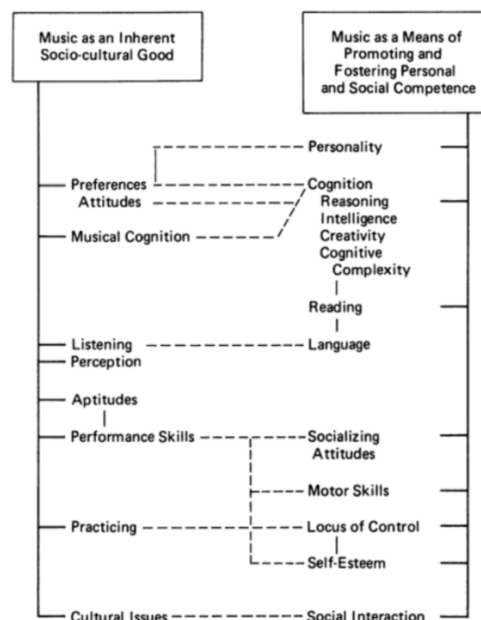 Music as an Inherent
Socio-cultural Good
Music as a Means of
Promoting and
Fostering Personal
and Social Competence
Personality
Preferences
Cognition
Attitudes
Reasoning
Intelligence
Musical Cognition
Creativity
Cognitive
Complexity
Reading
Listening
Language
Perception
Aptitudes
Performance Skills
Socializing
Attitudes
Motor Skills
Practicing
Locus of Control
Self-Esteem
Cultural Issues
Social Interaction